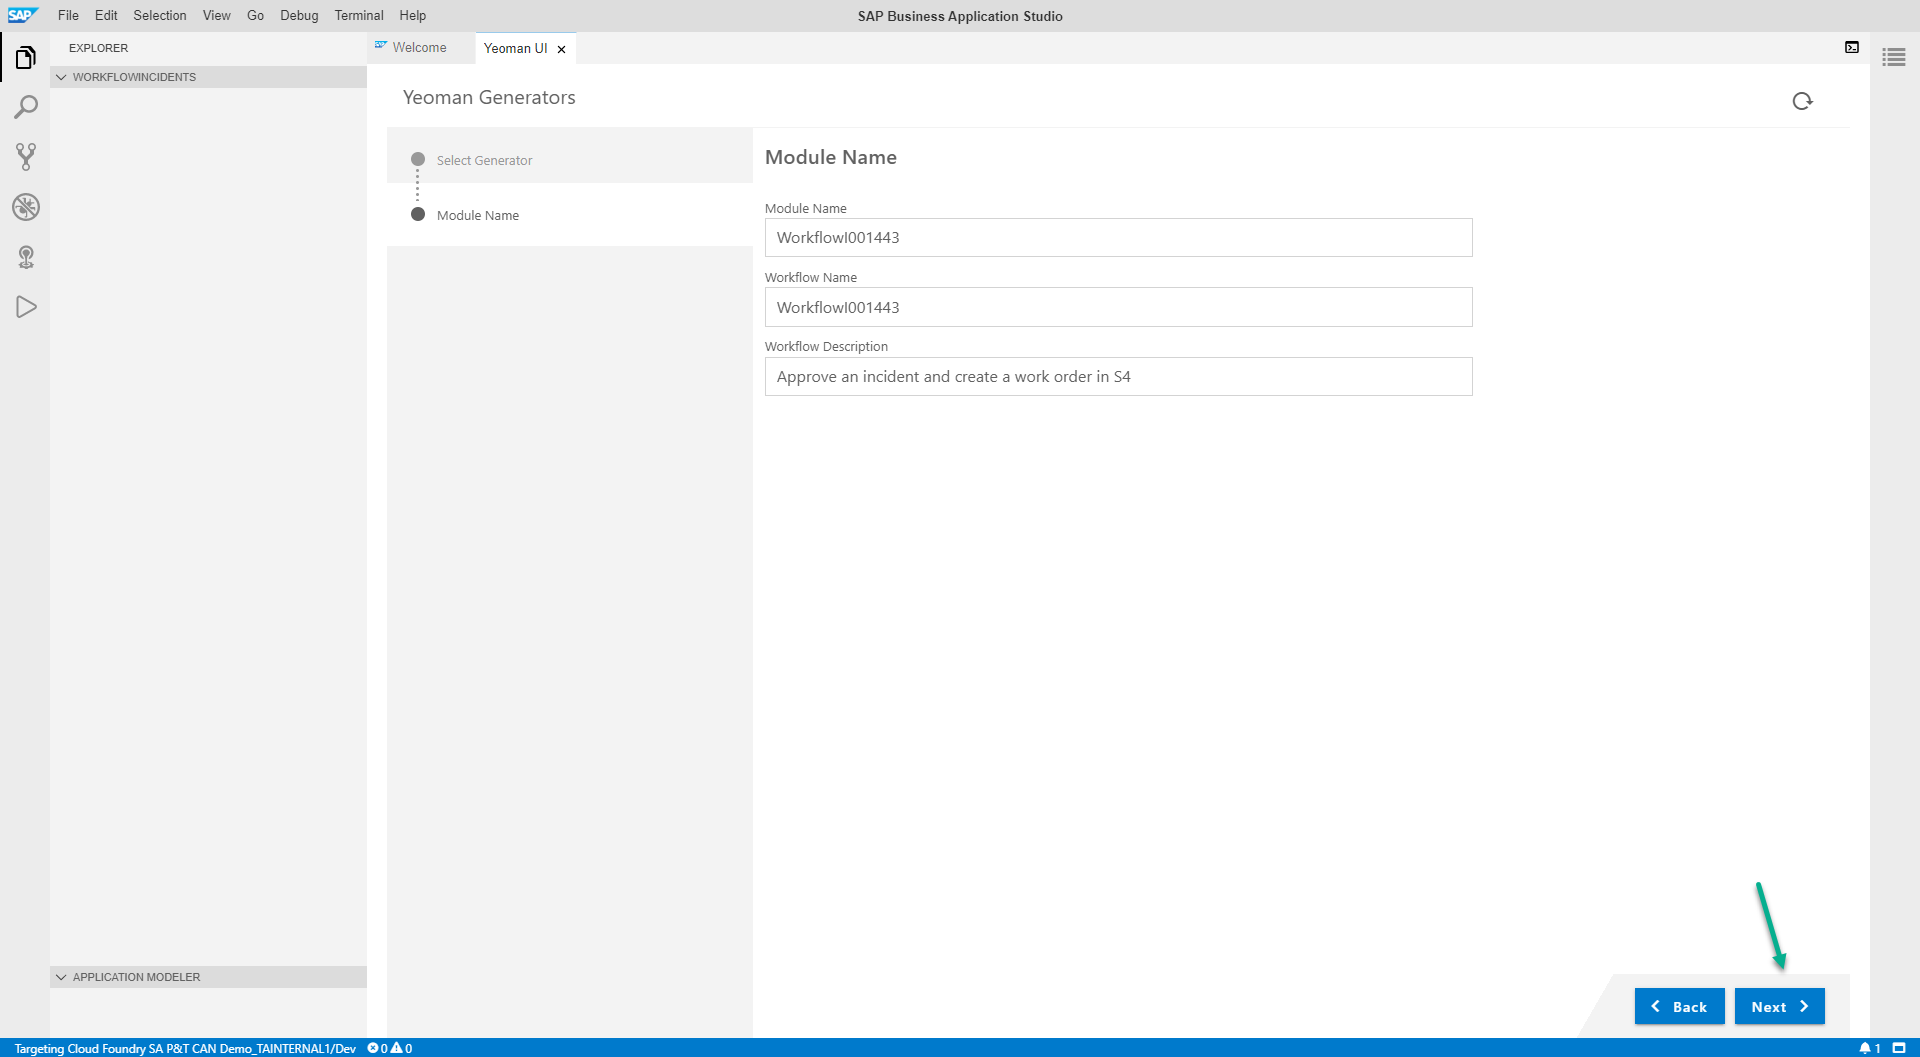 SAP File Edit Selection View Go Debug Terminal Help
SAP Business Application Studio
EXPLORER
WORKFLOWINCIDENTS
APPLICATION MODELER
SAP Welcome
Yeoman UI
Yeoman Generators
Select Generator
Module Name
Module Name
Module Name
WorkflowI001443
Workflow Name
WorkflowI001443
Workflow Description
Approve an incident and create a work order in S4
Back
Next
Targeting Cloud Foundry SA P&T CAN Demo_TAINTERNAL1/Dev 0 0
1